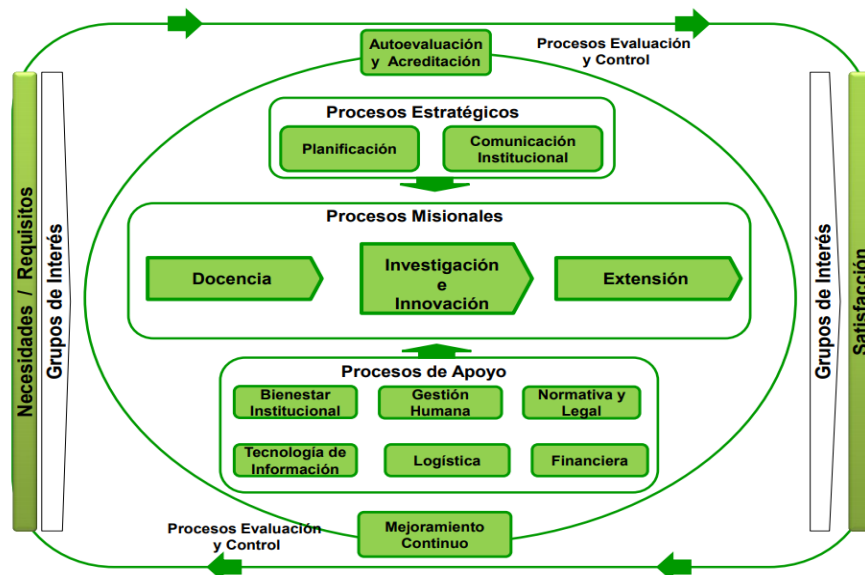 Autoevaluación
y Acreditación
Procesos Evaluación
y Control
Necesidades / Requisitos
Grupos de Interés
Procesos Estratégicos
Planificación
Comunicación
Institucional
Procesos Misionales
Docencia
Investigación
e
Innovación
Extensión
Procesos de Apoyo
Bienestar
Institucional
Gestión
Humana
Normativa y
Legal
Tecnología de
Información
Logística
Financiera
Grupos de Interés
Satisfacción
Procesos Evaluación
y Control
Mejoramiento
Continuo